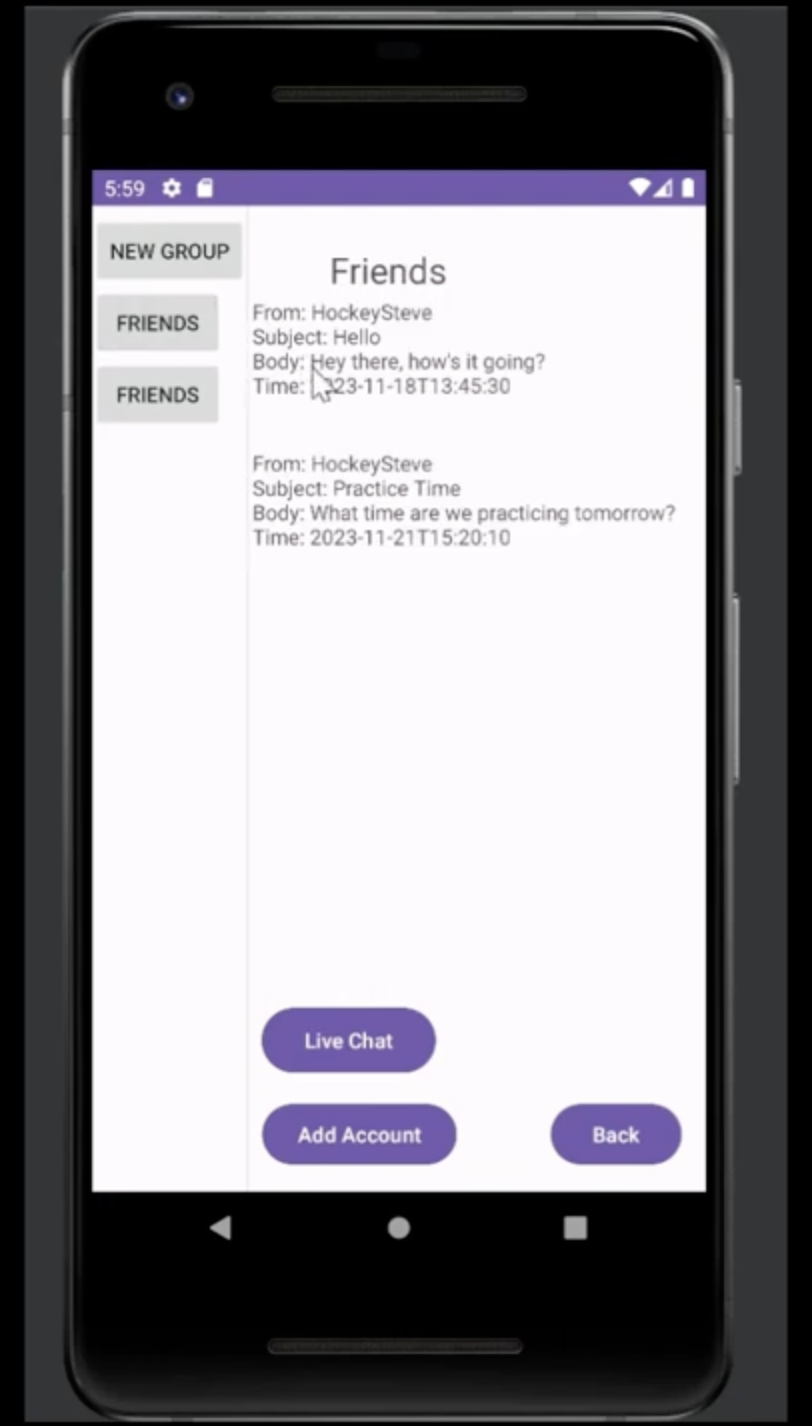 5:59
NEW GROUP
FRIENDS
FRIENDS
Friends
From: HockeySteve
Subject: Hello
Body: Hey there, how's it going?
Time: 23-11-18T13:45:30
From: HockeySteve
Subject: Practice Time
Body: What time are we practicing tomorrow?
Time: 2023-11-21T15:20:10
Live Chat
Add Account
Back